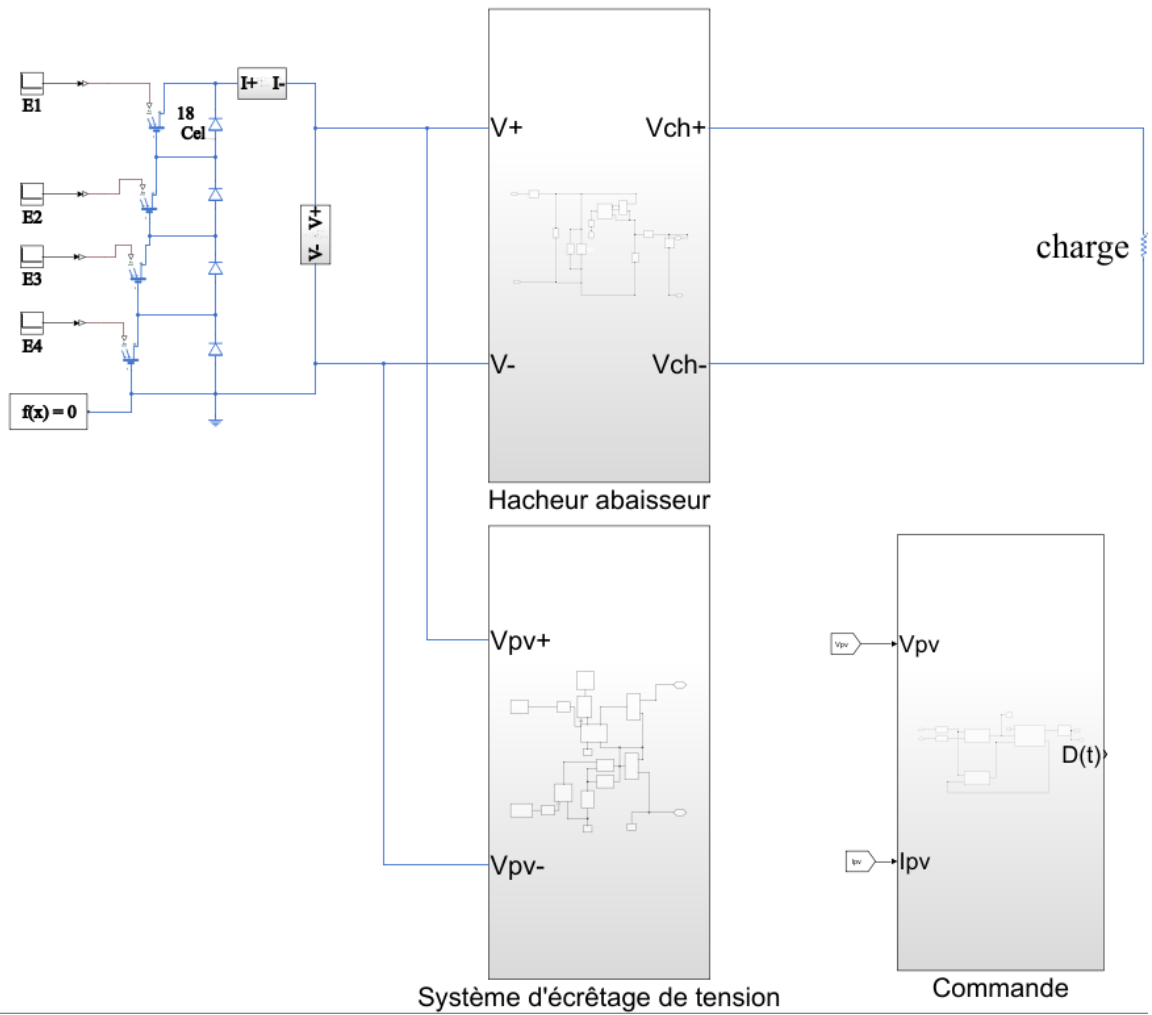 E1
18
Cel
I+ I-
E2
E3
E4
f(x) = 0
V+
V-
V+
V-
Vch+
Vch-
charge
Hacheur abaisseur
Vpv+
Vpv-
Système d'écrêtage de tension
Vpv
Vpv
Ipv
Ipv
D(t)
Commande